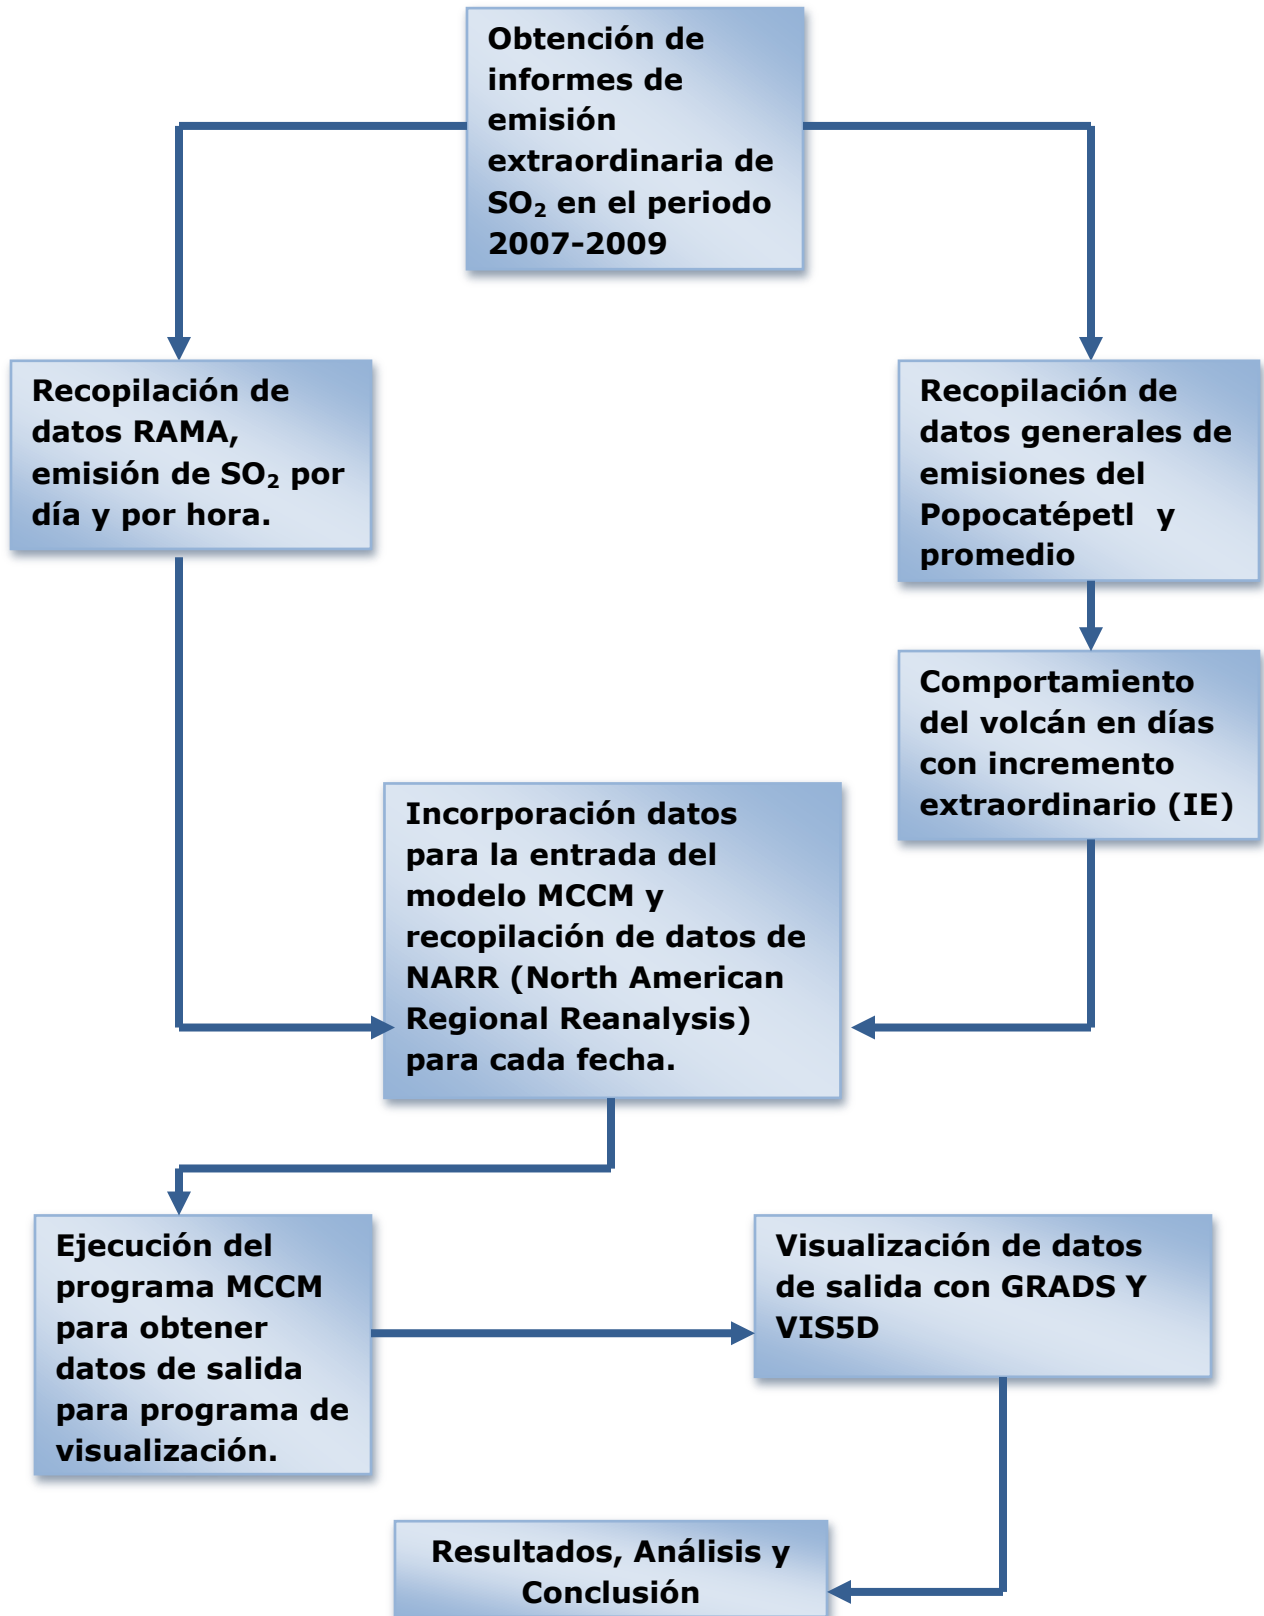 Obtención de
informes de
emisión
extraordinaria de
SO₂ en el periodo
2007-2009
Recopilación de
datos RAMA,
emisión de SO₂ por
día y por hora.
Recopilación de
datos generales de
emisiones del
Popocatépetl y
promedio
Comportamiento
del volcán en días
con incremento
extraordinario (IE)
Incorporación datos
para la entrada del
modelo MCCM y
recopilación de datos de
NARR (North American
Regional Reanalysis)
para cada fecha.
Ejecución del
programa MCCM
para obtener
datos de salida
para programa de
visualización.
Visualización de datos
de salida con GRADS Y
VIS5D
Resultados, Análisis y
Conclusión